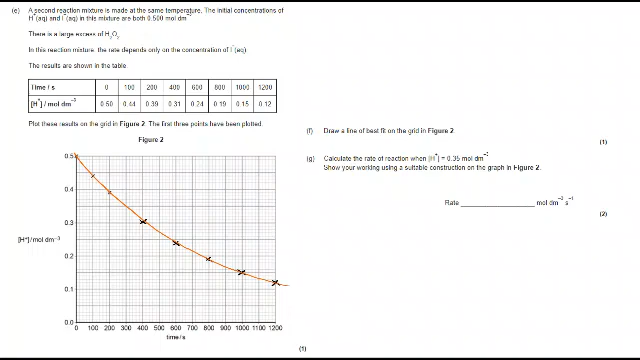 (e) A second reaction mixture is made at the same temperature. The initial concentrations of
H⁺(aq) and I⁻(aq) in this mixture are both 0.500 mol dm⁻³
There is a large excess of H₂O₂
In this reaction mixture, the rate depends only on the concentration of I⁻(aq)
The results are shown in the table.
Time / s 0 100 200 400 600 800 1000 1200
[H⁺] / mol dm⁻³ 0.50 0.44 0.39 0.31 0.24 0.19 0.15 0.12
Plot these results on the grid in Figure 2. The first three points have been plotted.
Figure 2
0.5
0.4
0.3
[H⁺] / mol dm⁻³
0.2
0.1
0.0
0 100 200 300 400 500 600 700 800 900 1000 1100 1200
time / s
(1)
(f) Draw a line of best fit on the grid in Figure 2.
(1)
(g) Calculate the rate of reaction when [H⁺] = 0.35 mol dm⁻³
Show your working using a suitable construction on the graph in Figure 2.
Rate ____________________ mol dm⁻³ s⁻¹
(2)